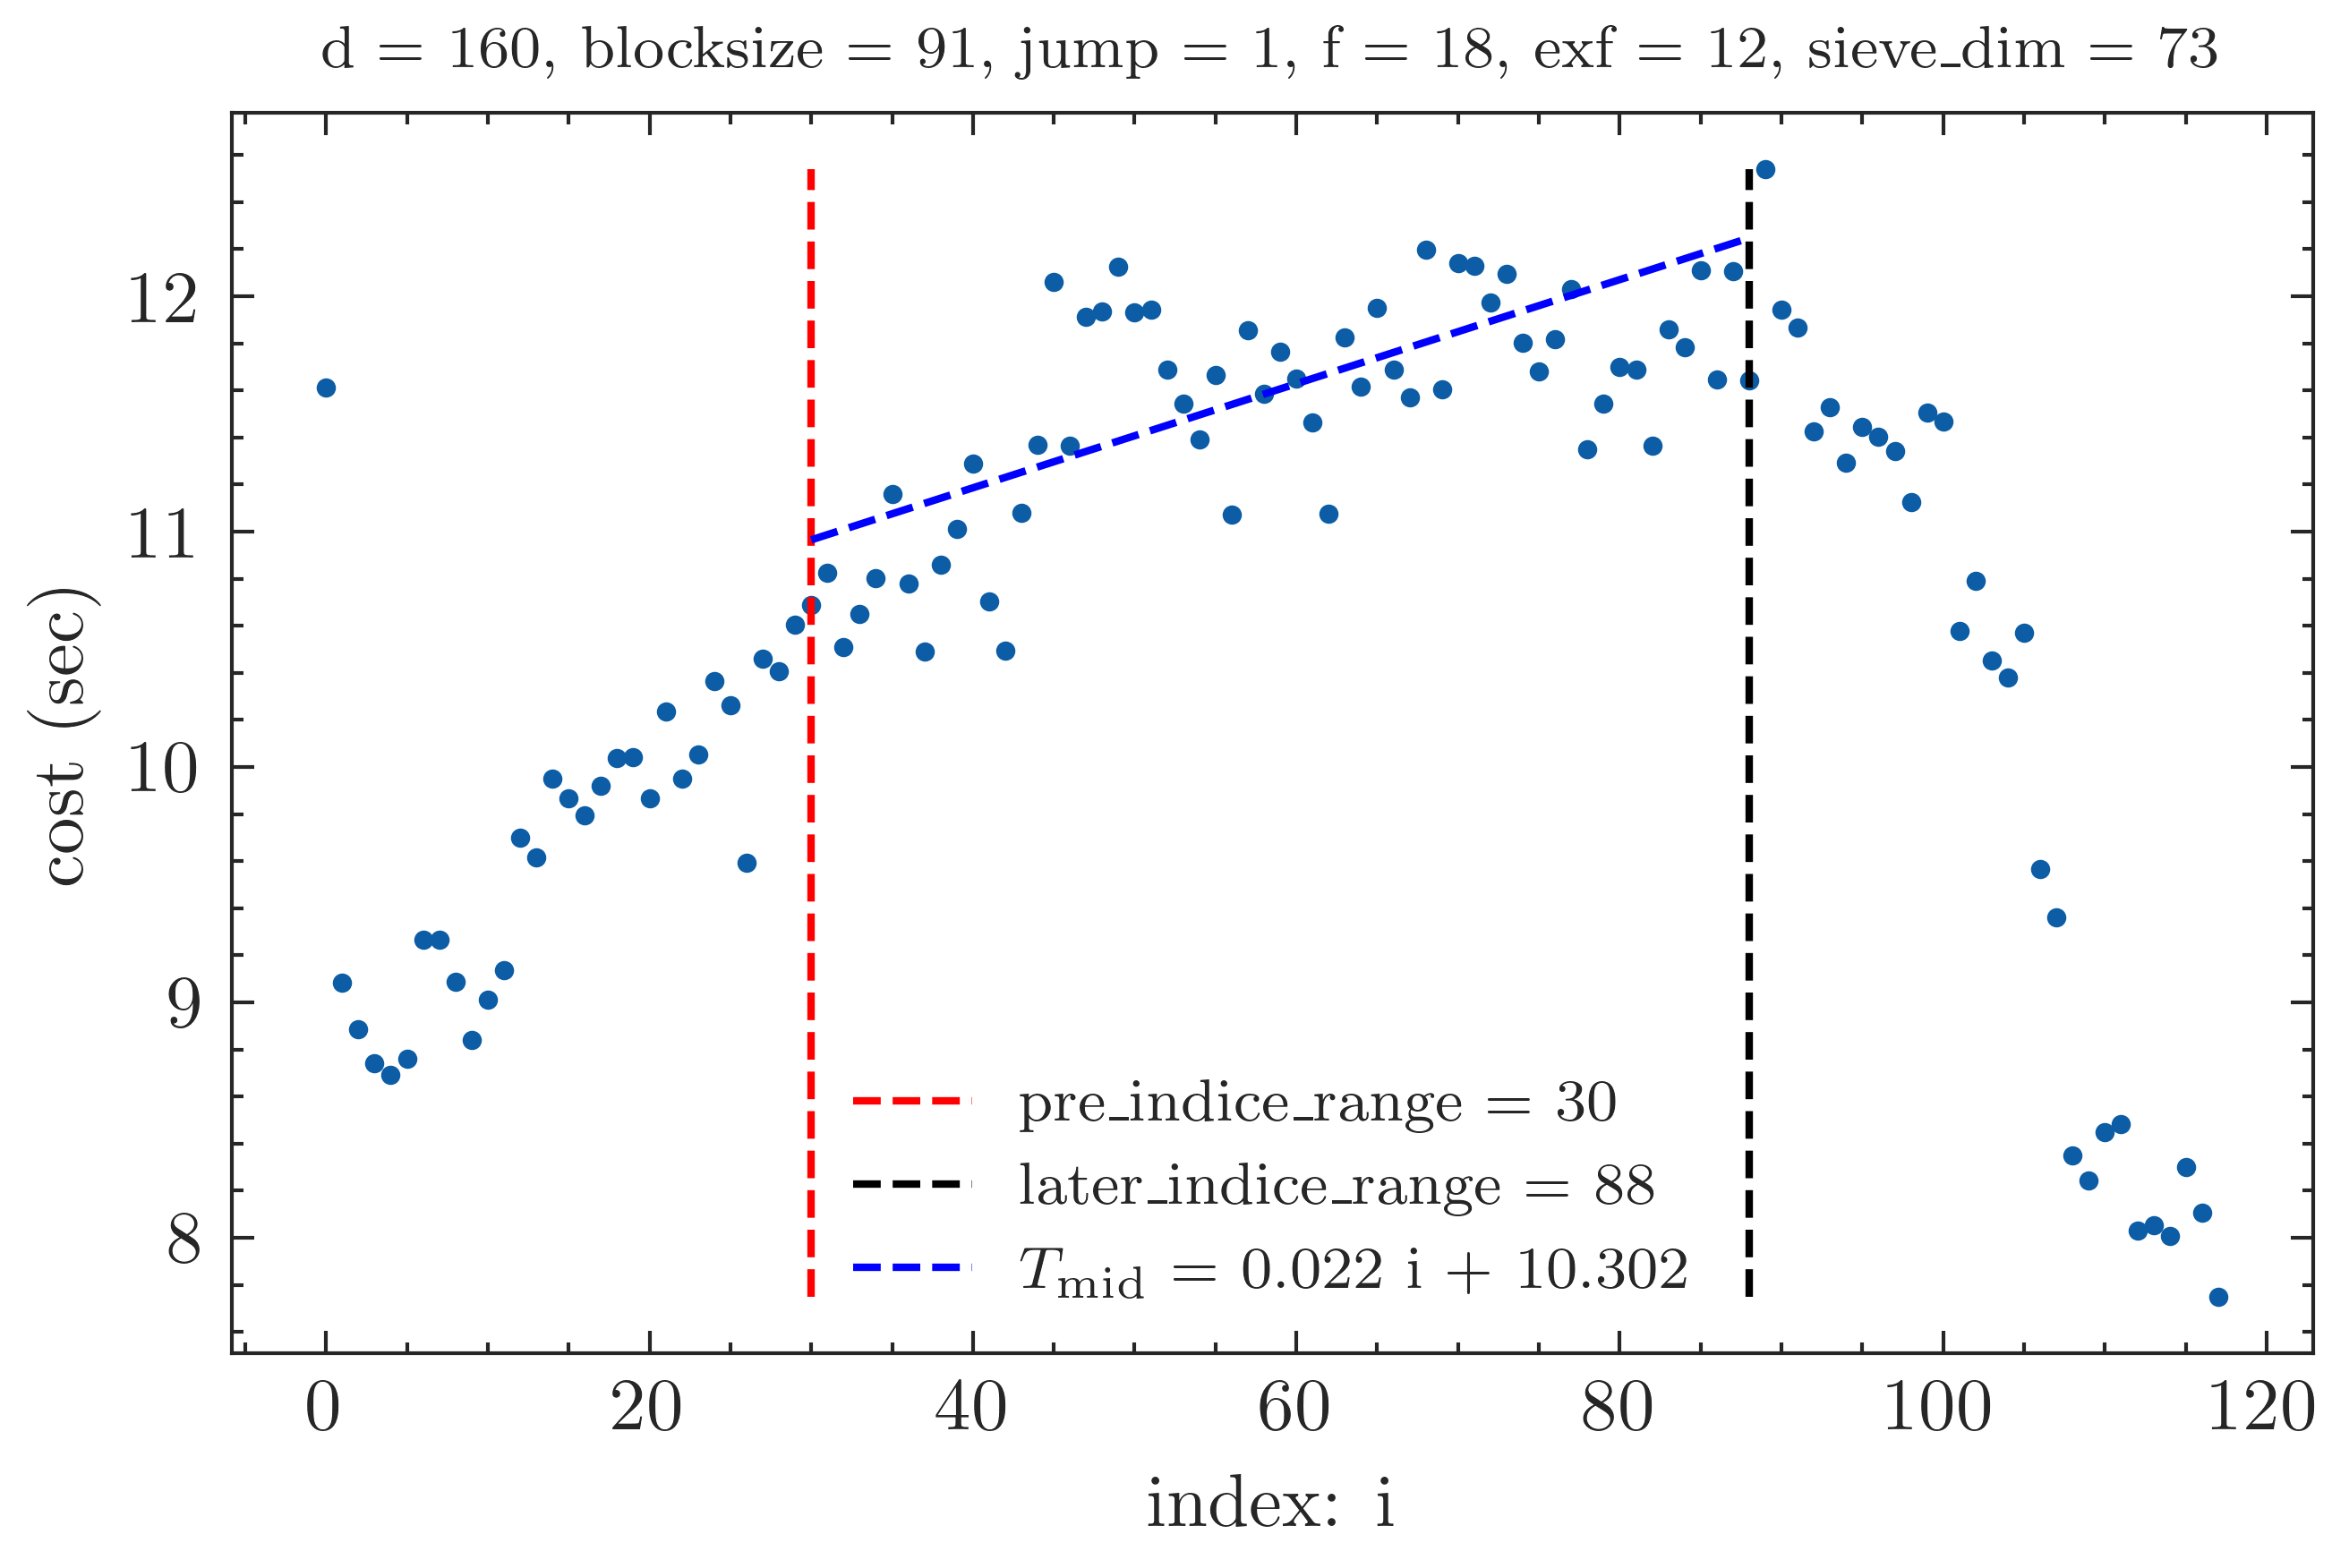 d = 160, blocksize = 91, jump = 1, f = 18, exf = 12, sieve_dim = 73
cost (sec)
12
11
10
9
8
pre_indice_range = 30
later_indice_range = 88
T_mid = 0.022 i + 10.302
0 20 40 60 80 100 120
index: i